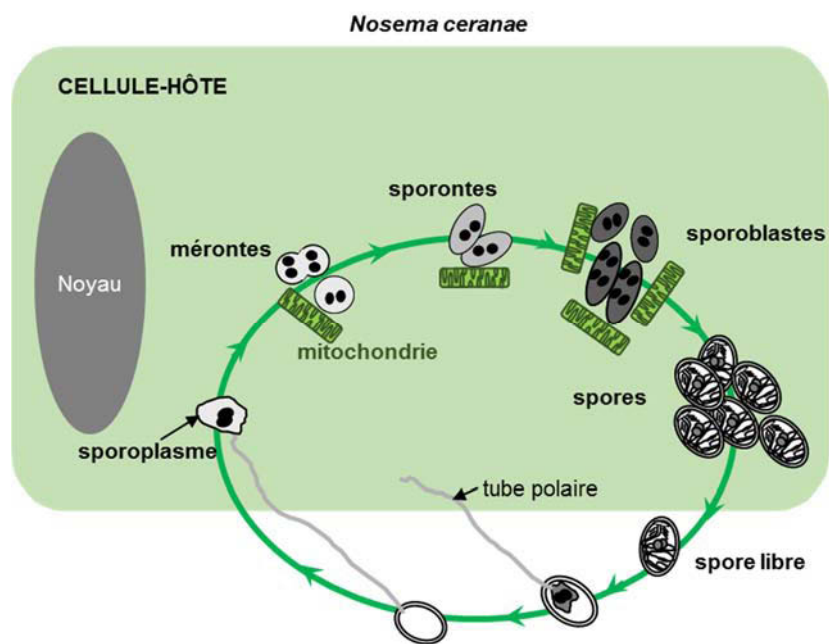 Nosema ceranae
CELLULE-HÔTE
sporontes
sporoblastes
mérontes
Noyau
mitochondrie
spores
sporoplasme
tube polaire
spore libre